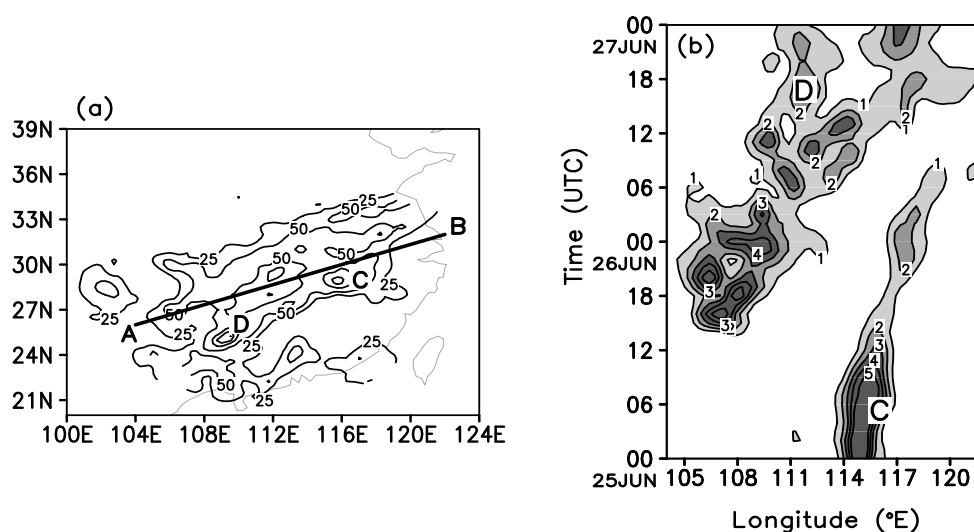 (a)
39N
36N
33N
30N
27N
24N
21N
100E 104E 108E 112E 116E 120E 124E
25
50
50
25
50
B
50
25
C
25
25
50
A
25
D
25
50
25
25
(b)
00
27JUN
18
12
06
00
26JUN
18
12
06
00
25JUN
Time (UTC)
D
2
1
2
2
1
2
2
1
1
1
3
2
4
1
2
3
3
2
3
4
5
C
105 108 111 114 117 120
Longitude (°E)